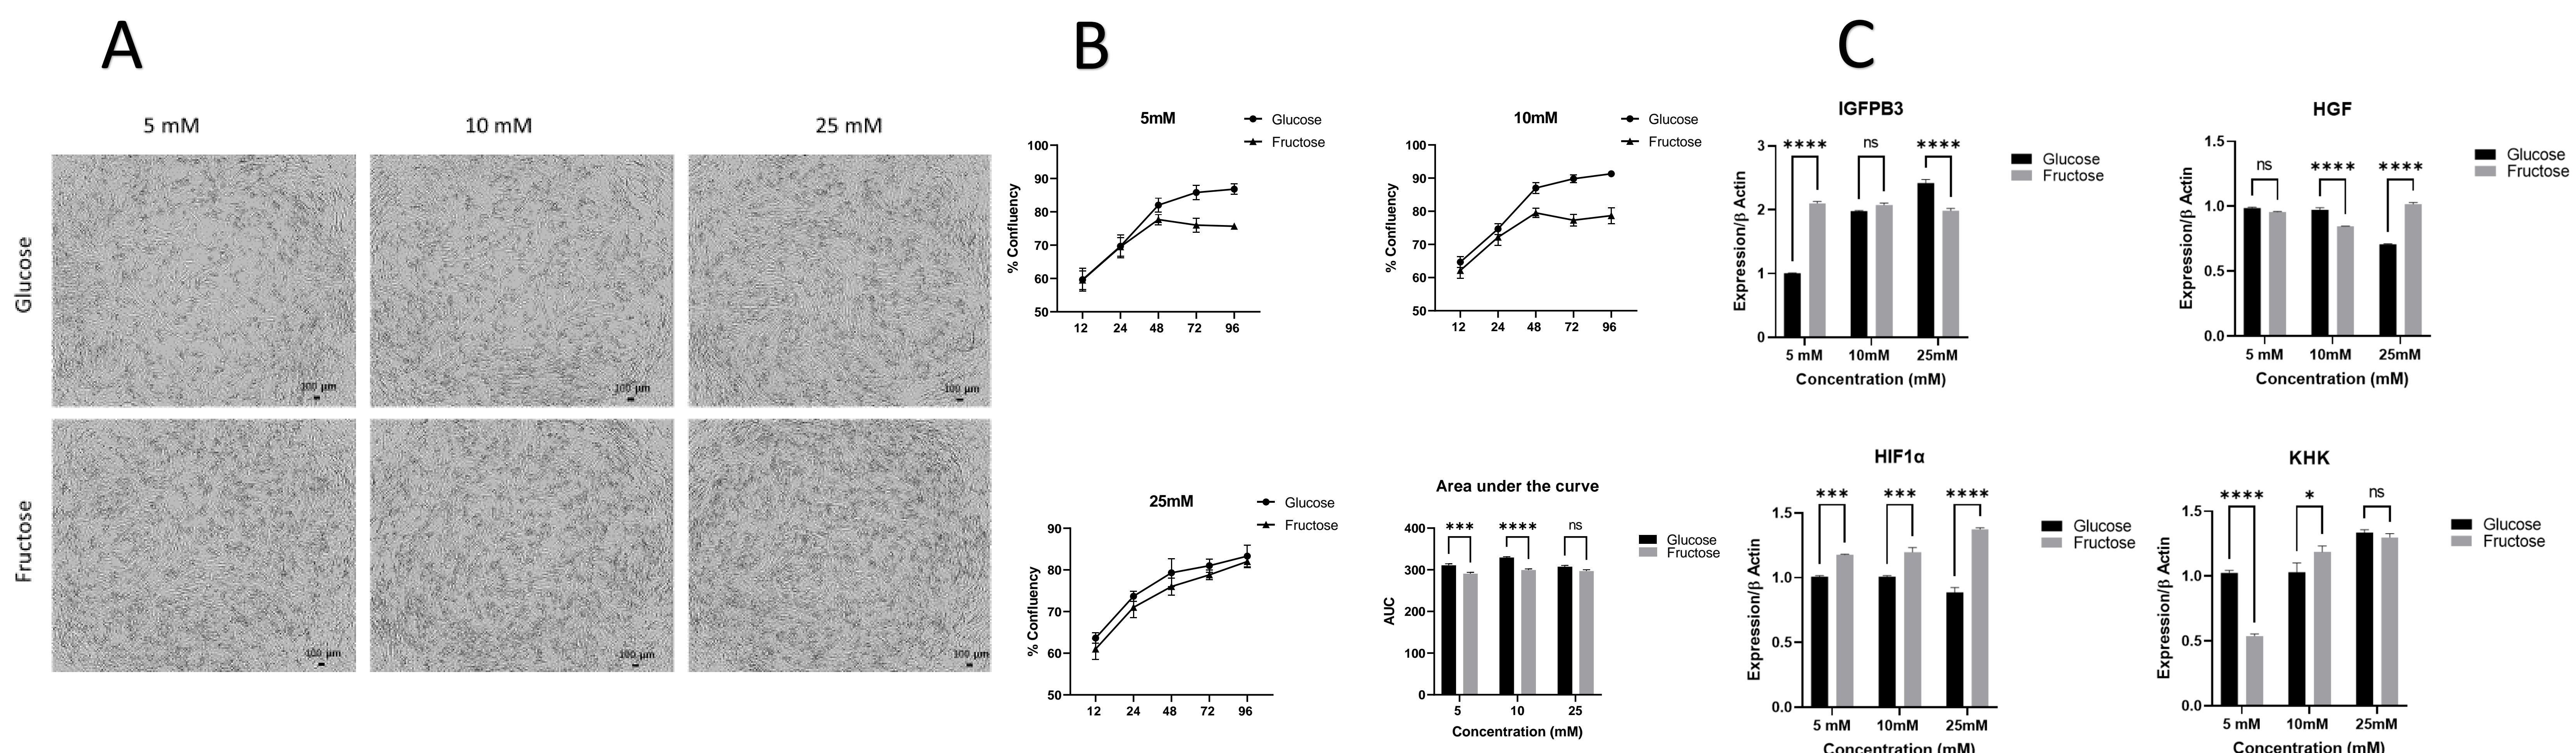 A
5 mM
10 mM
25 mM
Glucose
100 µm
100 µm
100 µm
Fructose
100 µm
100 µm
100 µm
B
5mM
Glucose
Fructose
% Confluency
100
90
80
70
60
50
12 24 48 72 96
10mM
Glucose
Fructose
% Confluency
100
90
80
70
60
50
12 24 48 72 96
25mM
Glucose
Fructose
% Confluency
90
80
70
60
50
12 24 48 72 96
Area under the curve
Glucose
Fructose
*** **** ns
AUC
400
300
200
100
0
5 10 25
Concentration (mM)
C
IGFPB3
Glucose
Fructose
**** ns ****
Expression/β Actin
3
2
1
0
5 mM 10mM 25mM
Concentration (mM)
HGF
Glucose
Fructose
ns **** ****
Expression/β Actin
1.5
1.0
0.5
0.0
5 mM 10mM 25mM
Concentration (mM)
HIF1α
Glucose
Fructose
*** *** ****
Expression/β Actin
1.5
1.0
0.5
0.0
5 mM 10mM 25mM
Concentration (mM)
KHK
Glucose
Fructose
**** * ns
Expression/β Actin
1.5
1.0
0.5
0.0
5 mM 10mM 25mM
Concentration (mM)